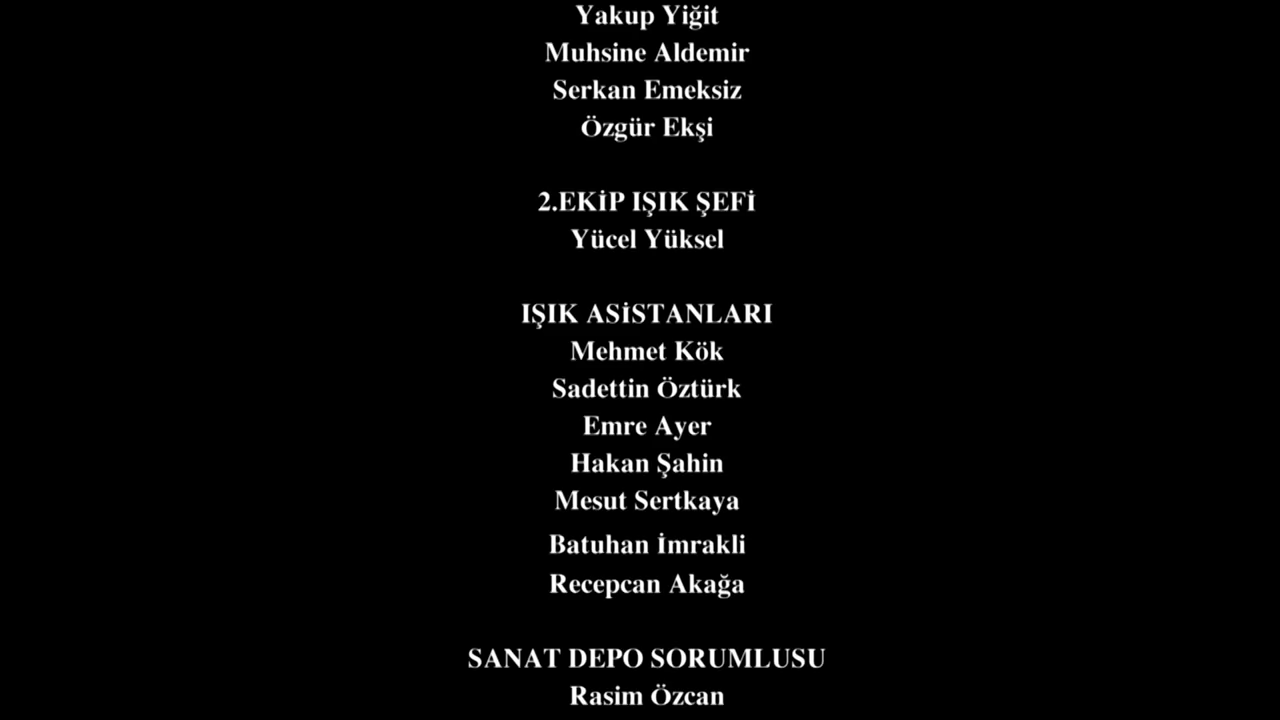 Yakup Yiğit
Muhsine Aldemir
Serkan Emeksiz
Özgür Ekşi
2.EKİP IŞIK ŞEFİ
Yücel Yüksel
IŞIK ASİSTANLARI
Mehmet Kök
Sadettin Öztürk
Emre Ayer
Hakan Şahin
Mesut Sertkaya
Batuhan İmrakli
Recepcan Akağa
SANAT DEPO SORUMLUSU
Rasim Özcan